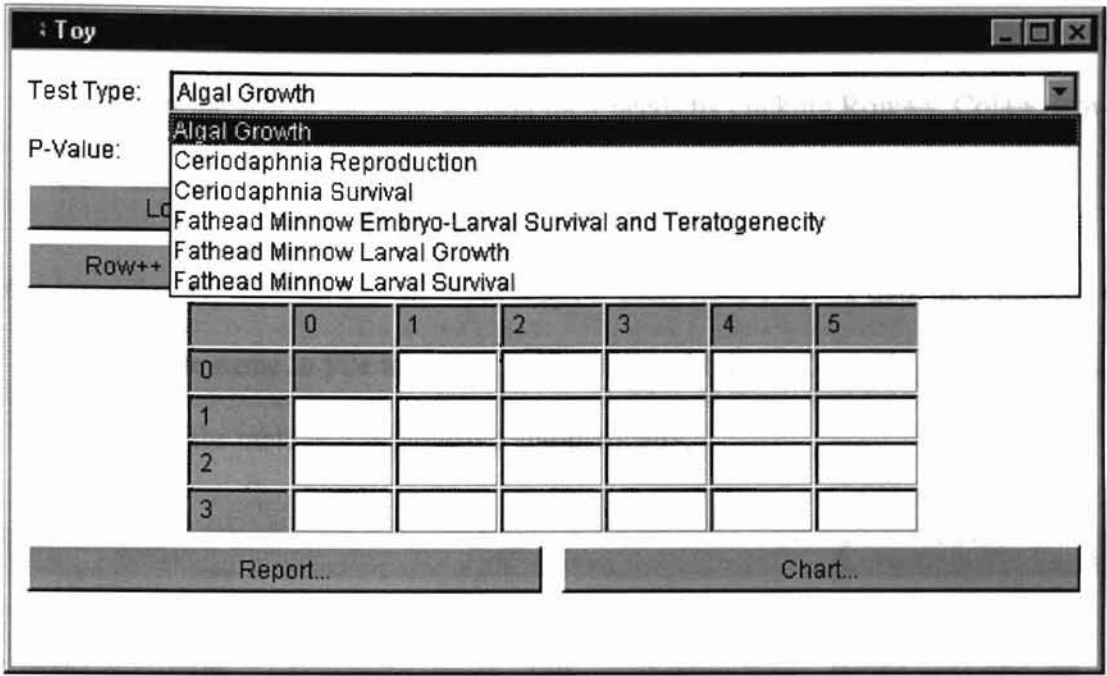 Toy
Test Type: Algal Growth
Algal Growth
P-Value:
Ceriodaphnia Reproduction
Ceriodaphnia Survival
Lo
Fathead Minnow Embryo-Larval Survival and Teratogenecity
Fathead Minnow Larval Growth
Row++
Fathead Minnow Larval Survival
0 1 2 3 4 5
0
1
2
3
Report... Chart...